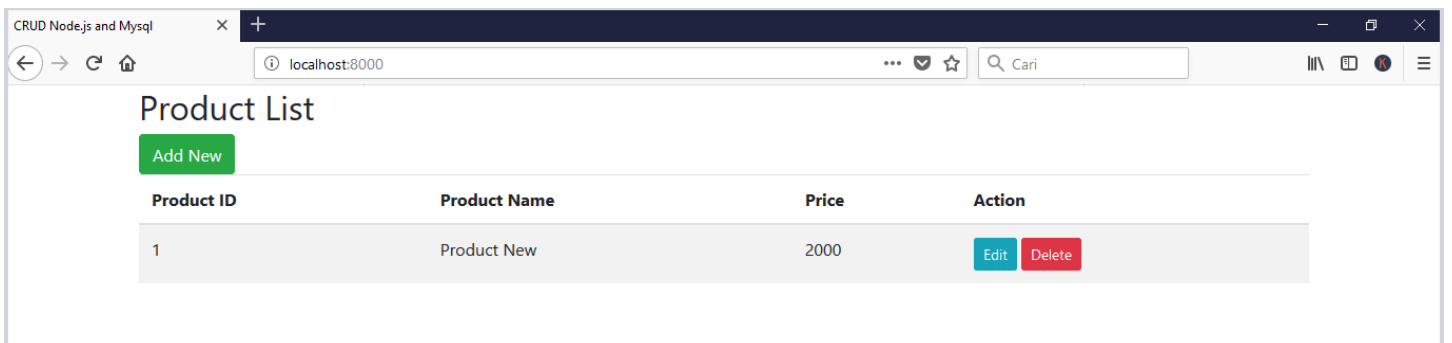 CRUD Node.js and Mysql
localhost:8000
Cari
K
Product List
Add New
Product ID Product Name Price Action
1 Product New 2000 Edit Delete